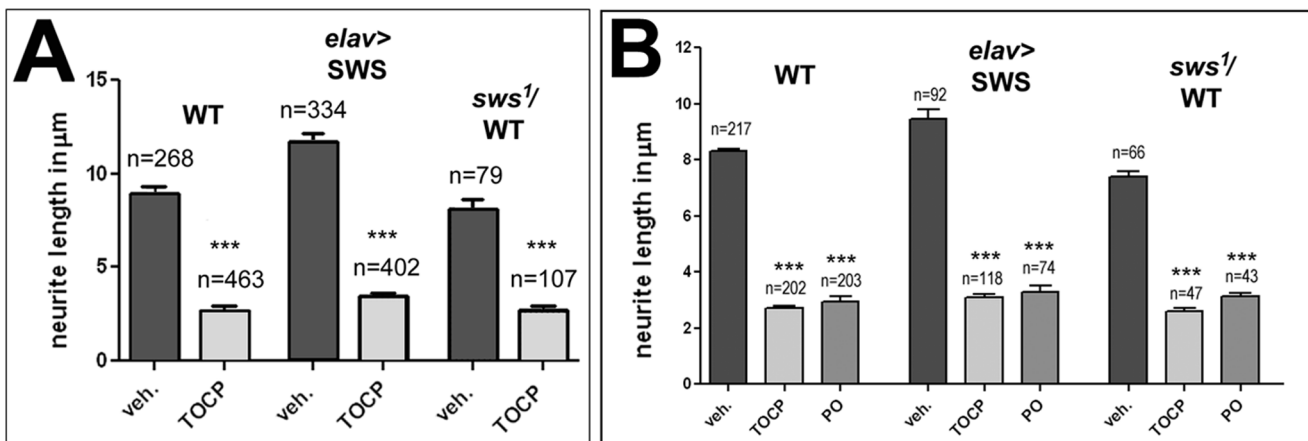 A
elav>
SWS
WT
sws1/
WT
15
10
5
0
neurite length in μm
n=268
n=463
n=334
n=402
n=79
n=107
***
***
***
veh.
TOCP
veh.
TOCP
veh.
TOCP
B
WT
elav>
SWS
sws1/
WT
12
10
8
6
4
2
0
neurite length in μm
n=217
n=202
n=203
n=92
n=118
n=74
n=66
n=47
n=43
***
***
***
***
***
***
veh.
TOCP
PO
veh.
TOCP
PO
veh.
TOCP
PO